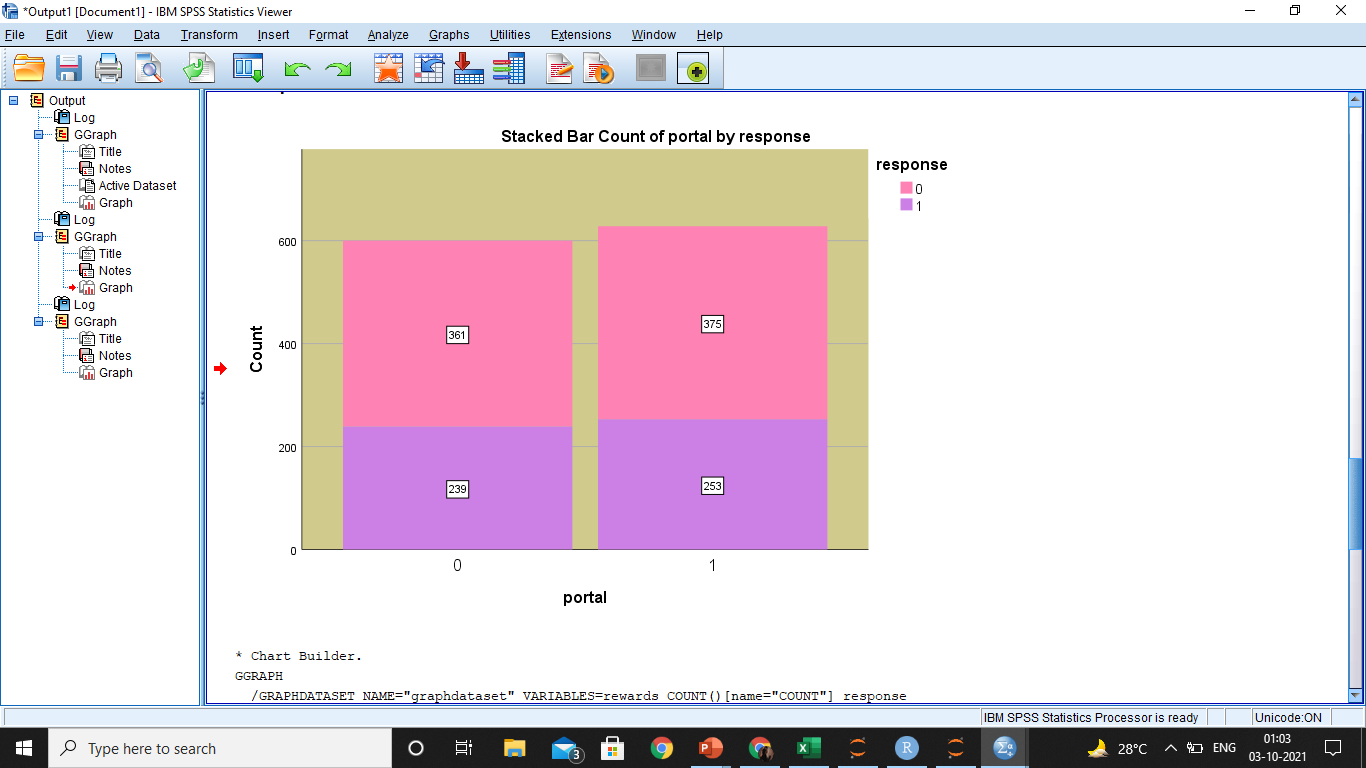 *Output1 [Document1] - IBM SPSS Statistics Viewer
File Edit View Data Transform Insert Format Analyze Graphs Utilities Extensions Window Help
Output
Log
GGraph
Title
Notes
Active Dataset
Graph
Log
GGraph
Title
Notes
Graph
Log
GGraph
Title
Notes
Graph
Stacked Bar Count of portal by response
response
0
1
Count
600
400
200
0
361
375
239
253
0 1
portal
* Chart Builder.
GGRAPH
/GRAPHDATASET NAME="graphdataset" VARIABLES=rewards COUNT()[name="COUNT"] response
IBM SPSS Statistics Processor is ready Unicode:ON
Type here to search
3
28°C ENG 01:03
03-10-2021